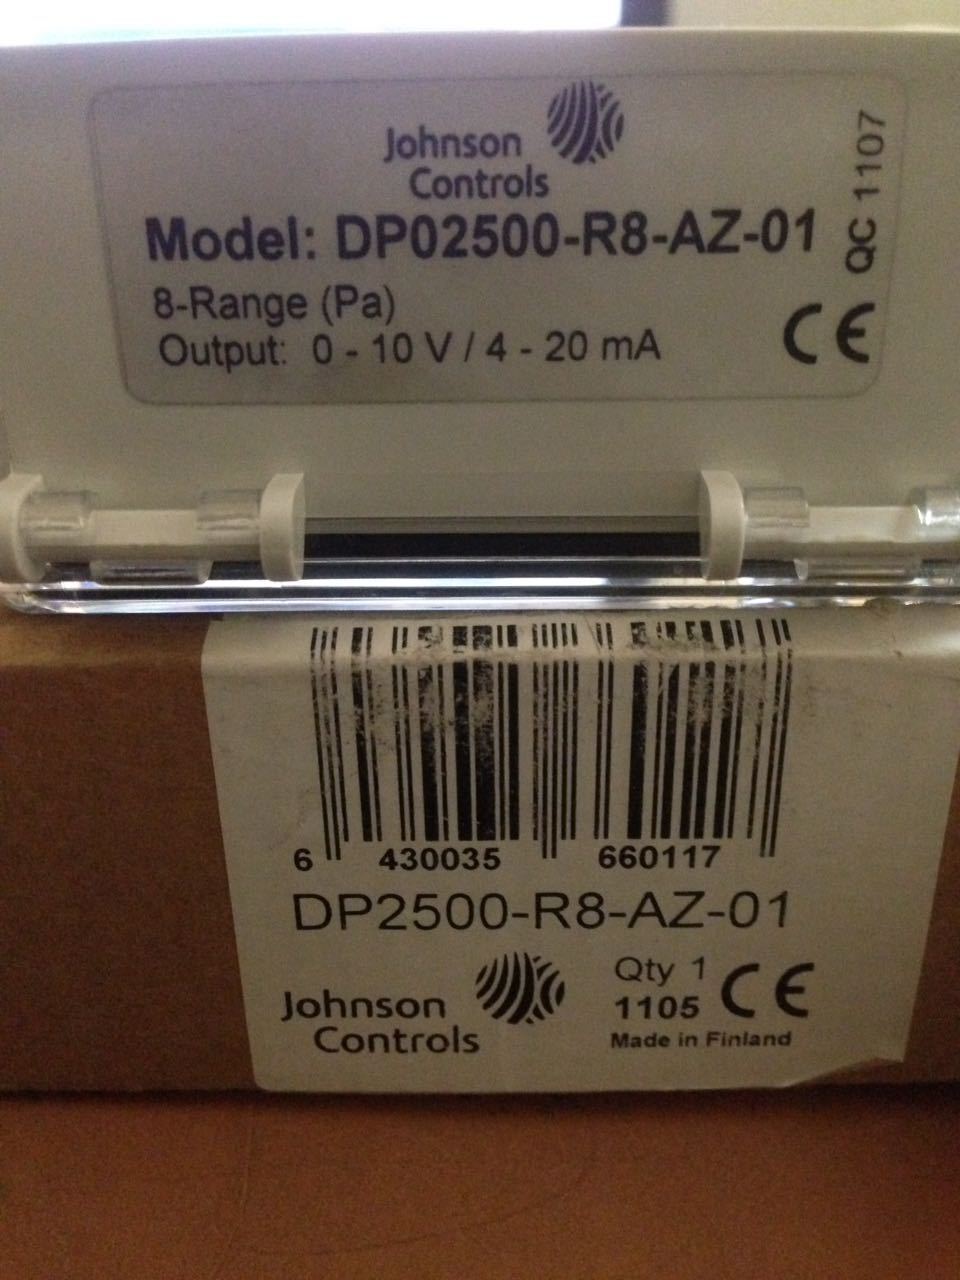 Johnson
Controls
Model: DP02500-R8-AZ-01
8-Range (Pa)
Output: 0 - 10 V / 4 - 20 mA
CE
QC 1107
6 430035 660117
DP2500-R8-AZ-01
Johnson
Controls
Qty 1
1105
CE
Made in Finland